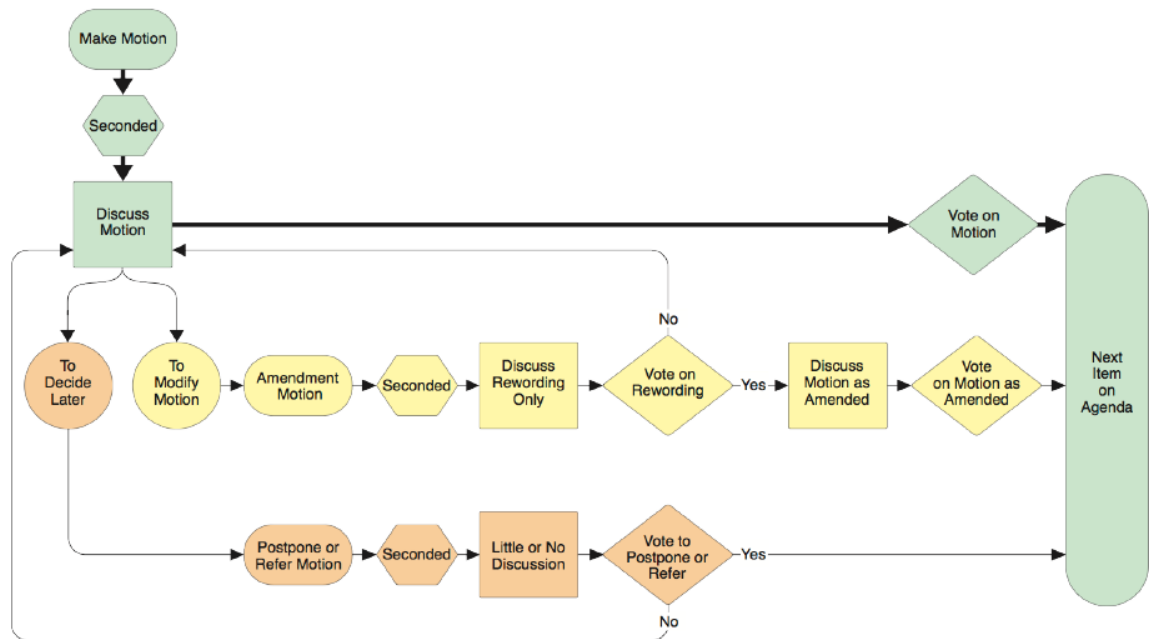 Make Motion
Seconded
Discuss
Motion
Vote on
Motion
No
To
Decide
Later
To
Modify
Motion
Amendment
Motion
Seconded
Discuss
Rewording
Only
Vote on
Rewording
Yes
Discuss
Motion as
Amended
Vote
on Motion as
Amended
Next
Item
on
Agenda
Postpone or
Refer Motion
Seconded
Little or No
Discussion
Vote to
Postpone or
Refer
Yes
No